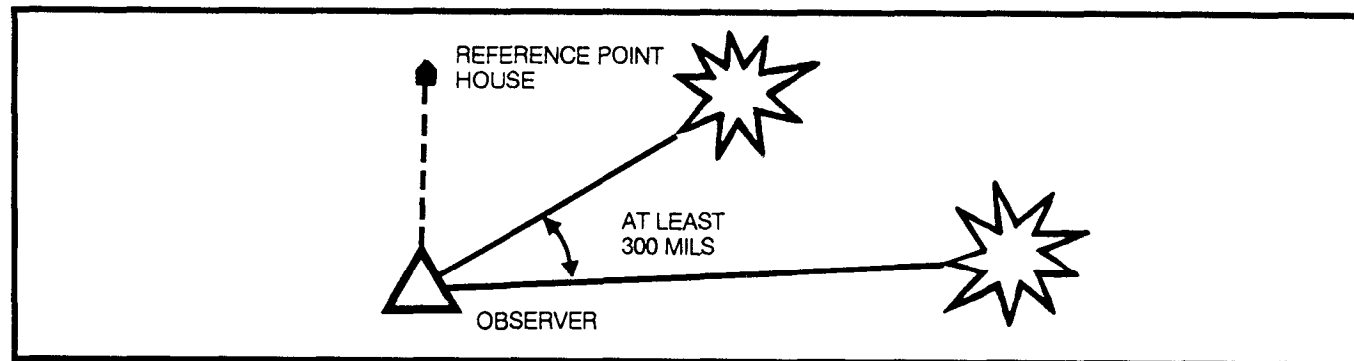 REFERENCE POINT
HOUSE
AT LEAST
300 MILS
OBSERVER